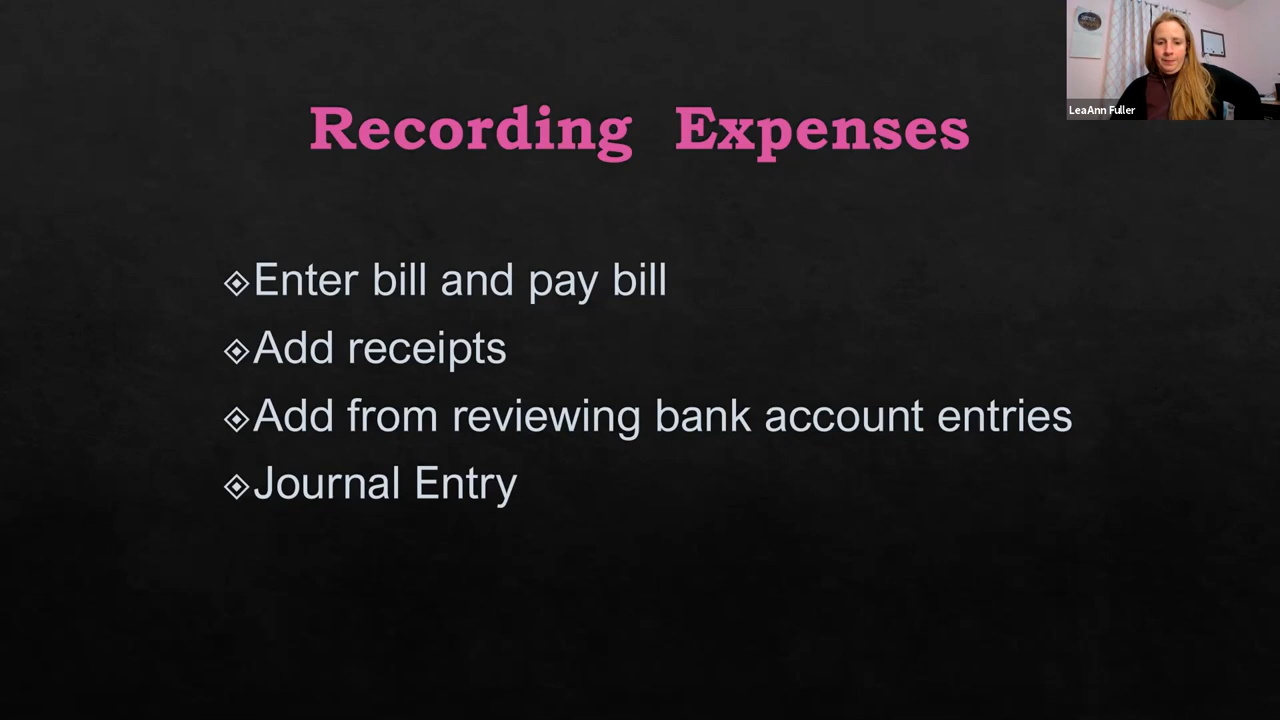 LeaAnn Fuller
Recording Expenses
Enter bill and pay bill
Add receipts
Add from reviewing bank account entries
Journal Entry